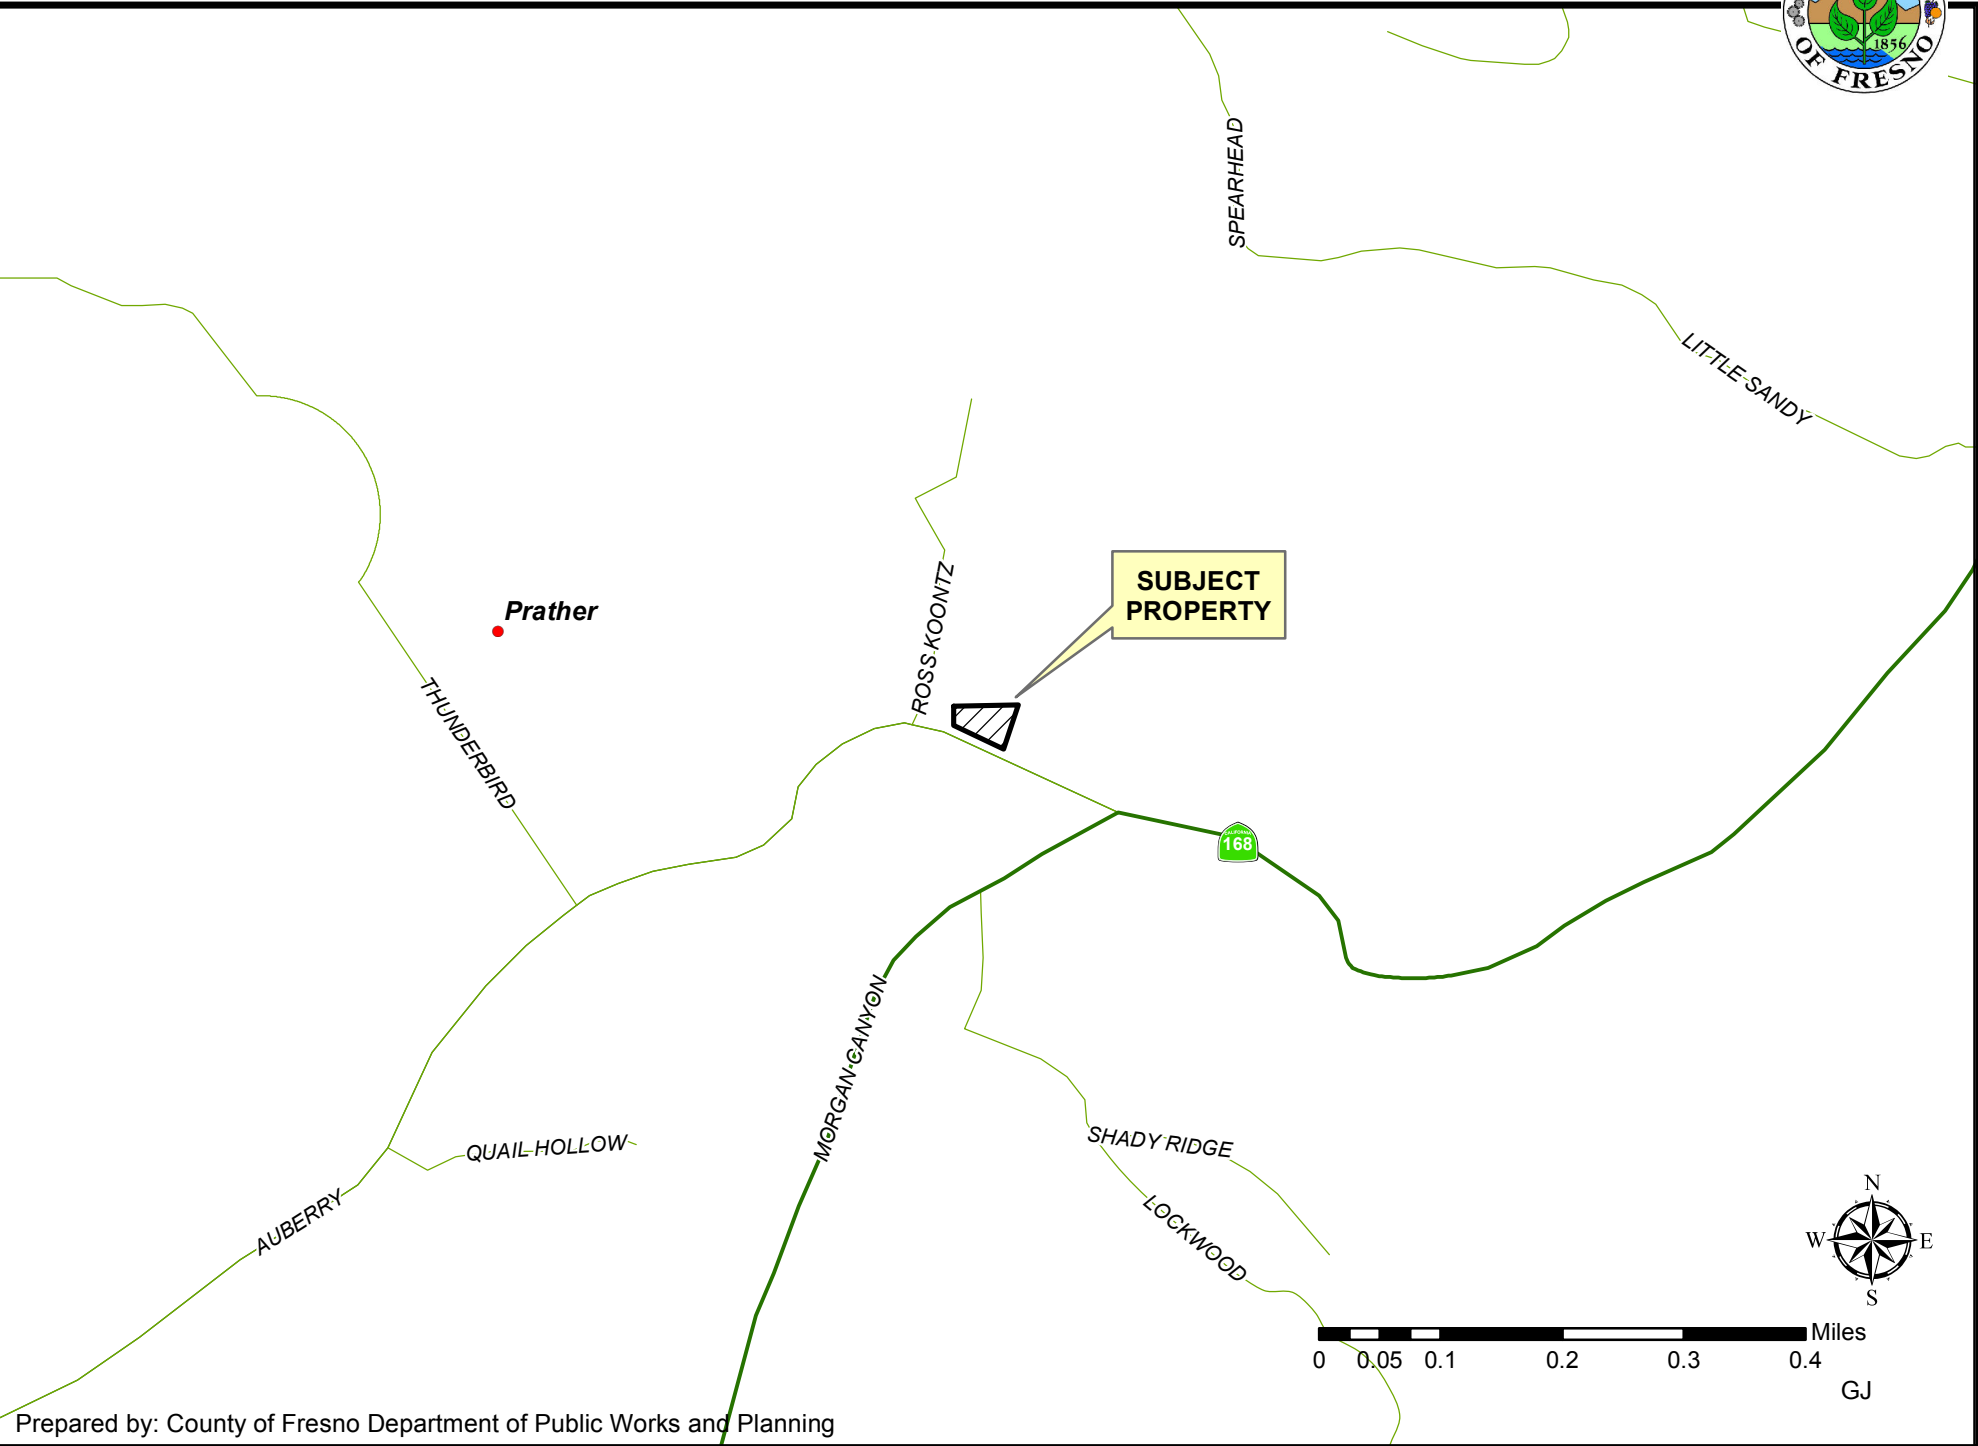 1856
OF FRESNO
SPEARHEAD
LITTLE SANDY
SUBJECT
PROPERTY
Prather
ROSS KOONTZ
THUNDERBIRD
168
MORGAN CANYON
SHADY RIDGE
QUAIL HOLLOW
LOCKWOOD
AUBERRY
N
W
E
S
Miles
0 0.05 0.1 0.2 0.3 0.4
GJ
Prepared by: County of Fresno Department of Public Works and Planning